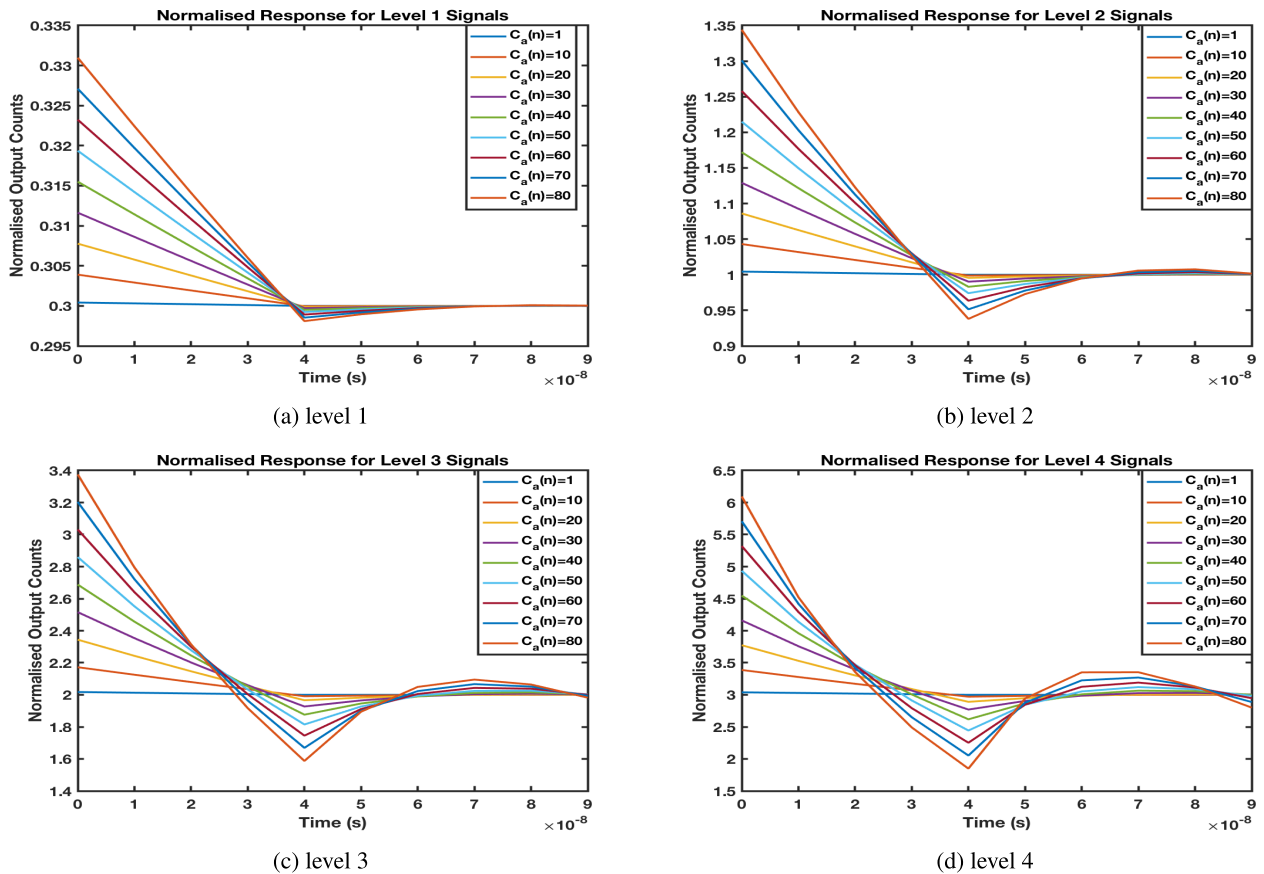 Normalised Response for Level 1 Signals
Normalised Output Counts
0.335
0.33
0.325
0.32
0.315
0.31
0.305
0.3
0.295
C_a(n)=1
C_a(n)=10
C_a(n)=20
C_a(n)=30
C_a(n)=40
C_a(n)=50
C_a(n)=60
C_a(n)=70
C_a(n)=80
0 1 2 3 4 5 6 7 8 9
Time (s)
×10^-8
(a) level 1
Normalised Response for Level 2 Signals
Normalised Output Counts
1.35
1.3
1.25
1.2
1.15
1.1
1.05
1
0.95
0.9
C_a(n)=1
C_a(n)=10
C_a(n)=20
C_a(n)=30
C_a(n)=40
C_a(n)=50
C_a(n)=60
C_a(n)=70
C_a(n)=80
0 1 2 3 4 5 6 7 8 9
Time (s)
×10^-8
(b) level 2
Normalised Response for Level 3 Signals
Normalised Output Counts
3.4
3.2
3
2.8
2.6
2.4
2.2
2
1.8
1.6
1.4
C_a(n)=1
C_a(n)=10
C_a(n)=20
C_a(n)=30
C_a(n)=40
C_a(n)=50
C_a(n)=60
C_a(n)=70
C_a(n)=80
0 1 2 3 4 5 6 7 8 9
Time (s)
×10^-8
(c) level 3
Normalised Response for Level 4 Signals
Normalised Output Counts
6.5
6
5.5
5
4.5
4
3.5
3
2.5
2
1.5
C_a(n)=1
C_a(n)=10
C_a(n)=20
C_a(n)=30
C_a(n)=40
C_a(n)=50
C_a(n)=60
C_a(n)=70
C_a(n)=80
0 1 2 3 4 5 6 7 8 9
Time (s)
×10^-8
(d) level 4